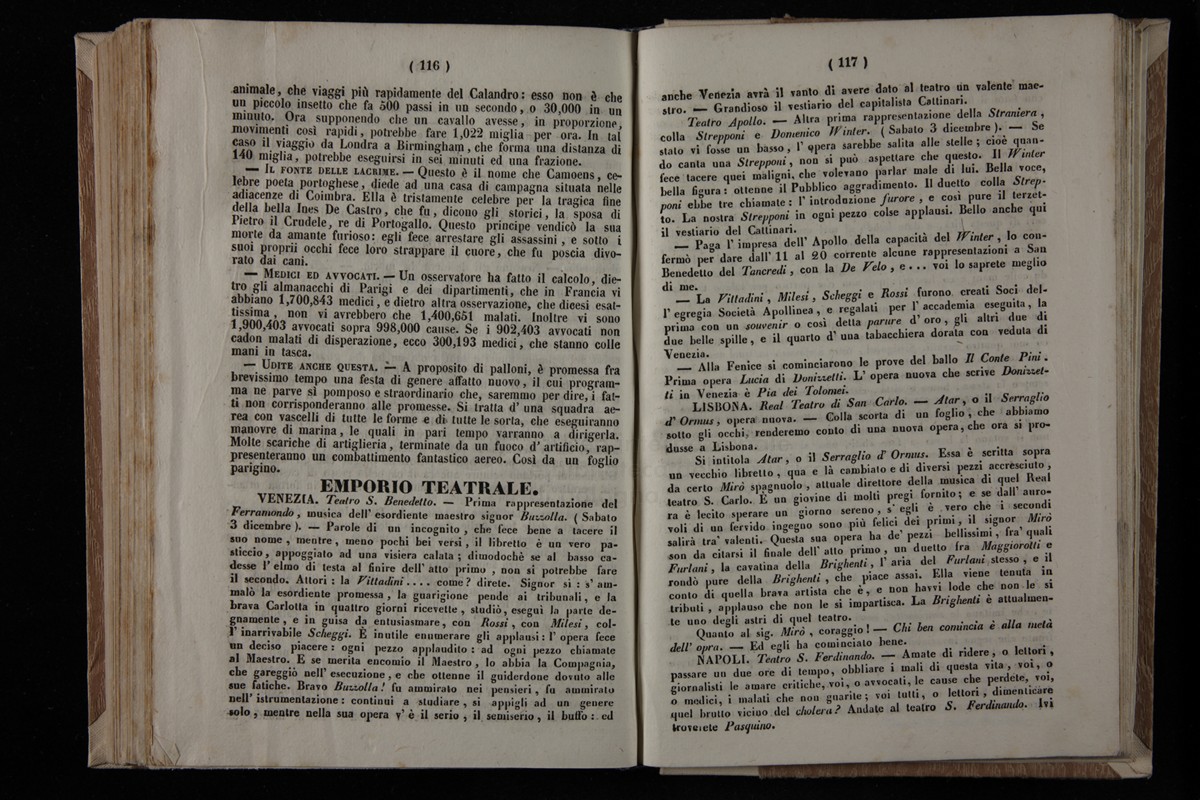 ( 116 )
animale, che viaggi più rapidamente del Calandro: esso non è che
un piccolo insetto che fa 500 passi in un secondo, o 30,000 in un
minuto. Ora supponendo che un cavallo avesse, in proporzione,
movimenti così rapidi, potrebbe fare 1,022 miglia per ora. In tal
caso il viaggio da Londra a Birmingham, che forma una distanza di
140 miglia, potrebbe eseguirsi in sei minuti ed una frazione.
— IL FONTE DELLE LACRIME. — Questo è il nome che Camoens, ce-
lebre poeta portoghese, diede ad una casa di campagna situata nelle
adiacenze di Coimbra. Ella è tristamente celebre per la tragica fine
della bella Ines De Castro, che fu, dicono gli storici, la sposa di
Pietro il Crudele, re di Portogallo. Questo principe vendicò la sua
morte da amante furioso: egli fece arrestare gli assassini, e sotto i
suoi proprii occhi fece loro strappare il cuore, che fu poscia divo-
rato dai cani.
— MEDICI ED AVVOCATI. — Un osservatore ha fatto il calcolo, die-
tro gli almanacchi di Parigi e dei dipartimenti, che in Francia vi
abbiano 1,700,843 medici, e dietro altra osservazione, che dicesi esat-
tissima, non vi avrebbero che 1,400,651 malati. Inoltre vi sono
1,900,403 avvocati sopra 998,000 cause. Se i 902,403 avvocati non
cadon malati di disperazione, ecco 300,193 medici, che stanno colle
mani in tasca.
— UDITE ANCHE QUESTA. — A proposito di palloni, è promessa fra
brevissimo tempo una festa di genere affatto nuovo, il cui program-
ma ne parve sì pomposo e straordinario che, saremmo per dire, i fat-
ti non corrisponderanno alle promesse. Si tratta d' una squadra ae-
rea con vascelli di tutte le forme e di tutte le sorta, che eseguiranno
manovre di marina, le quali in pari tempo varranno a dirigerla.
Molte scariche di artiglieria, terminate da un fuoco d' artificio, rap-
presenteranno un combattimento fantastico aereo. Così da un foglio
parigino.
EMPORIO TEATRALE.
VENEZIA. Teatro S. Benedetto. — Prima rappresentazione del
Ferramondo, musica dell' esordiente maestro signor Buzzolla. (Sabato
3 dicembre). — Parole di un incognito, che fece bene a tacere il
suo nome, mentre, meno pochi bei versi, il libretto è un vero pa-
sticcio, appoggiato ad una visiera calata; dimodochè se al basso ca-
desse l' elmo di testa al finire dell' atto primo, non si potrebbe fare
il secondo. Attori: la Vittadini.... come? direte. Signor sì: s' am-
malò la esordiente promessa, la guarigione pende ai tribunali, e la
brava Carlotta in quattro giorni ricevette, studiò, eseguì la parte de-
gnamente, e in guisa da entusiasmare, con Rossi, con Milesi, col-
l' inarrivabile Scheggi. È inutile enumerare gli applausi: l' opera fece
un deciso piacere: ogni pezzo applaudito: ad ogni pezzo chiamate
al Maestro. E se merita encomio il Maestro, lo abbia la Compagnia,
che gareggiò nell' esecuzione, e che ottenne il guiderdone dovuto alle
sue fatiche. Bravo Buzzolla! fu ammirato nei pensieri, fu ammirato
nell' istrumentazione: continui a studiare, si appigli ad un genere
solo, mentre nella sua opera v' è il serio, il semiserio, il buffo: ed
( 117 )
anche Venezia avrà il vanto di avere dato al teatro un valente mae-
stro. — Grandioso il vestiario del capitalista Cattinari.
Teatro Apollo. — Altra prima rappresentazione della Straniera,
colla Strepponi e Domenico Winter. (Sabato 3 dicembre). — Se
stato vi fosse un basso, l' opera sarebbe salita alle stelle; cioè quan-
do canta una Strepponi, non si può aspettare che questo. Il Winter
fece tacere quei maligni, che volevano parlar male di lui. Bella voce,
bella figura: ottenne il Pubblico aggradimento. Il duetto colla Strep-
poni ebbe tre chiamate: l' introduzione furore, e così pure il terzet-
to. La nostra Strepponi in ogni pezzo colse applausi. Bello anche qui
il vestiario del Cattinari.
— Paga l' impresa dell' Apollo della capacità del Winter, lo con-
fermò per dare dall' 11 al 20 corrente alcune rappresentazioni a San
Benedetto del Tancredi, con la De Velo, e... voi lo saprete meglio
di me.
— La Vittadini, Milesi, Scheggi e Rossi furono creati Soci del-
l' egregia Società Apollinea, e regalati per l' accademia eseguita, la
prima con un souvenir o così detta parure d' oro, gli altri due di
due belle spille, e il quarto d' una tabacchiera dorata con veduta di
Venezia.
— Alla Fenice si cominciarono le prove del ballo Il Conte Pini.
Prima opera Lucia di Donizzetti. L' opera nuova che scrive Donizzet-
ti in Venezia è Pia dei Tolomei.
LISBONA. Real Teatro di San Carlo. — Atar, o il Serraglio
d' Ormus, opera nuova. — Colla scorta di un foglio, che abbiamo
sotto gli occhi, renderemo conto di una nuova opera, che ora si pro-
dusse a Lisbona.
Si intitola Atar, o il Serraglio d' Ormus. Essa è scritta sopra
un vecchio libretto, qua e là cambiato e di diversi pezzi accresciuto,
da certo Mirò spagnuolo, attuale direttore della musica di quel Real
teatro S. Carlo. È un giovine di molti pregi fornito; e se dall' auro-
ra è lecito sperare un giorno sereno, s' egli è vero che i secondi
voli di un fervido ingegno sono più felici dei primi, il signor Mirò
salirà tra' valenti. Questa sua opera ha de' pezzi bellissimi, fra' quali
son da citarsi il finale dell' atto primo, un duetto fra Maggiorotti e
Furlani, la cavatina della Brighenti, l' aria del Furlani stesso, e il
rondò pure della Brighenti, che piace assai. Ella viene tenuta in
conto di quella brava artista che è, e non havvi lode che non le si
tributi, applauso che non le si impartisca. La Brighenti è attualmen-
te uno degli astri di quel teatro.
Quanto al sig. Mirò, coraggio! — Chi ben comincia è alla metà
dell' opra. — Ed egli ha cominciato bene.
NAPOLI. Teatro S. Ferdinando. — Amate di ridere, o lettori,
passare un due ore di tempo, obbliare i mali di questa vita, voi, o
giornalisti le amare critiche, voi, o avvocati, le cause che perdete, voi,
o medici, i malati che non guarite; voi tutti, o lettori, dimenticare
quel brutto vicino del cholera? Andate al teatro S. Ferdinando. Ivi
troverete Pasquino.